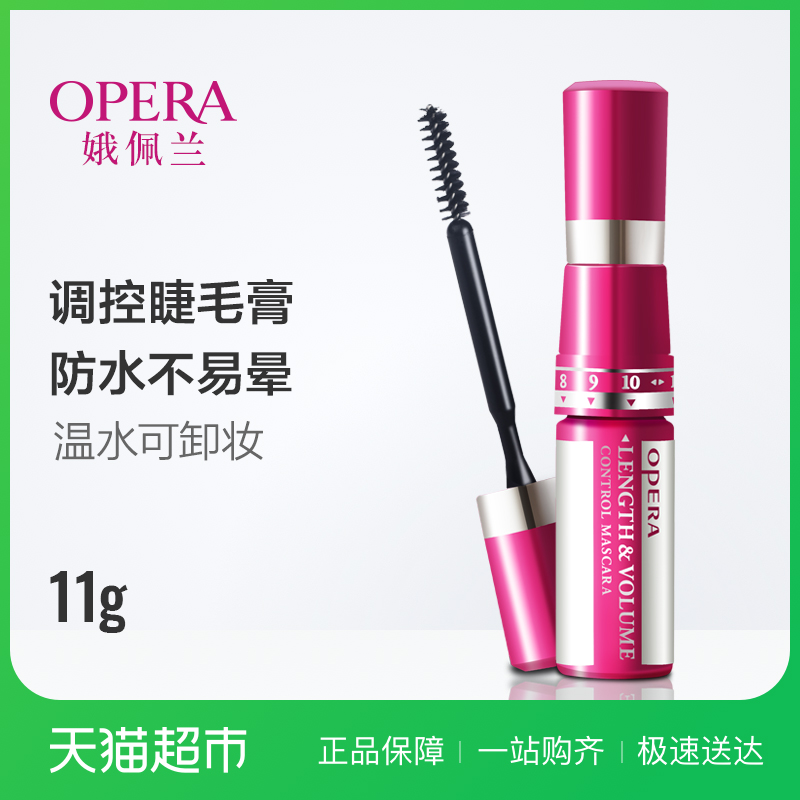 OPERA
娥佩兰
调控睫毛膏
防水不易晕
温水可卸妆
11g
8 9 10
OPERA
LENGTH & VOLUME
CONTROL MASCARA
天猫超市
正品保障 | 一站购齐 | 极速送达